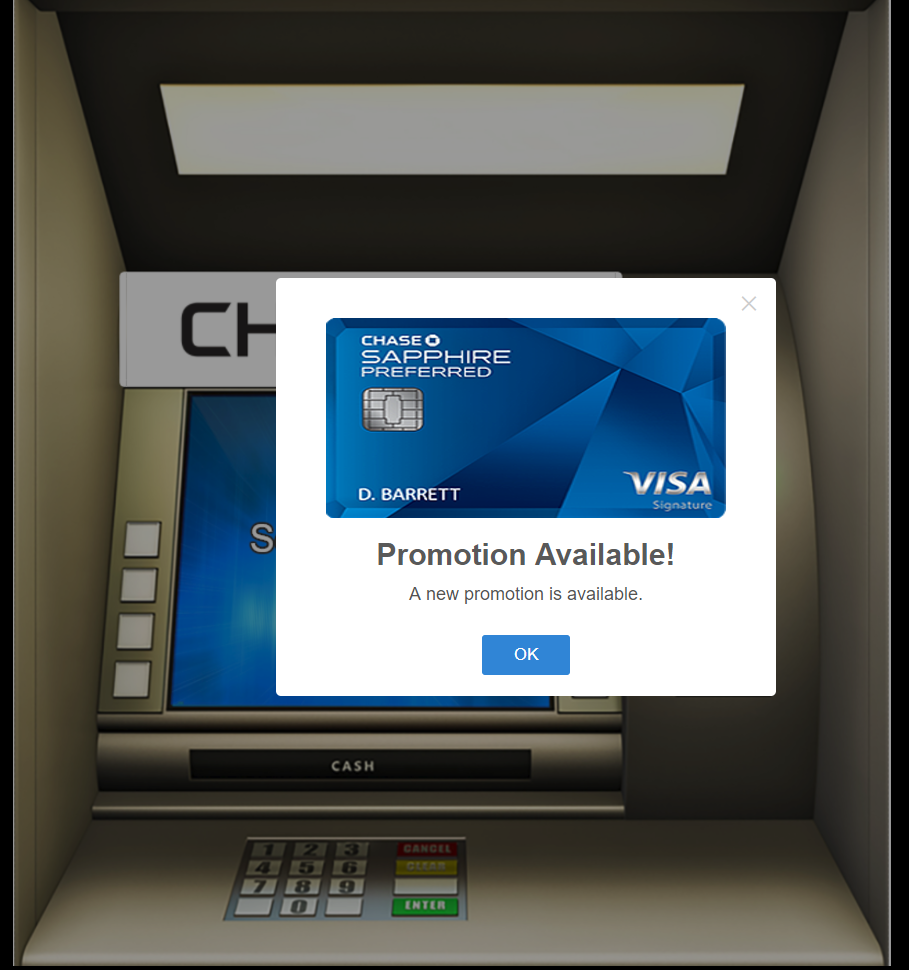 CH
CHASE
SAPPHIRE
PREFERRED
D. BARRETT
VISA
Signature
S
Promotion Available!
A new promotion is available.
OK
CASH
1 2 3 CANCEL
4 5 6 CLEAR
7 8 9
0 ENTER